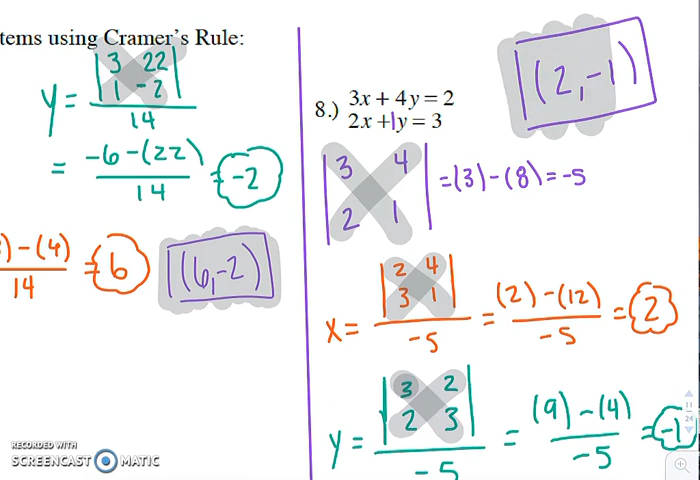 tems using Cramer's Rule:
y = |3 22|
|1 -2|
14
= -6-(22)
14
= -2
) - (4)
14
= 6
(6,-2)
8.) 3x + 4y = 2
2x + 1y = 3
(2,-1)
|3 4|
|2 1|
= (3) - (8) = -5
x = |2 4|
|3 1|
-5
= (2) - (12)
-5
= 2
y = |3 2|
|2 3|
-5
= (9) - (4)
-5
= -1
RECORDED WITH
SCREENCAST MATIC